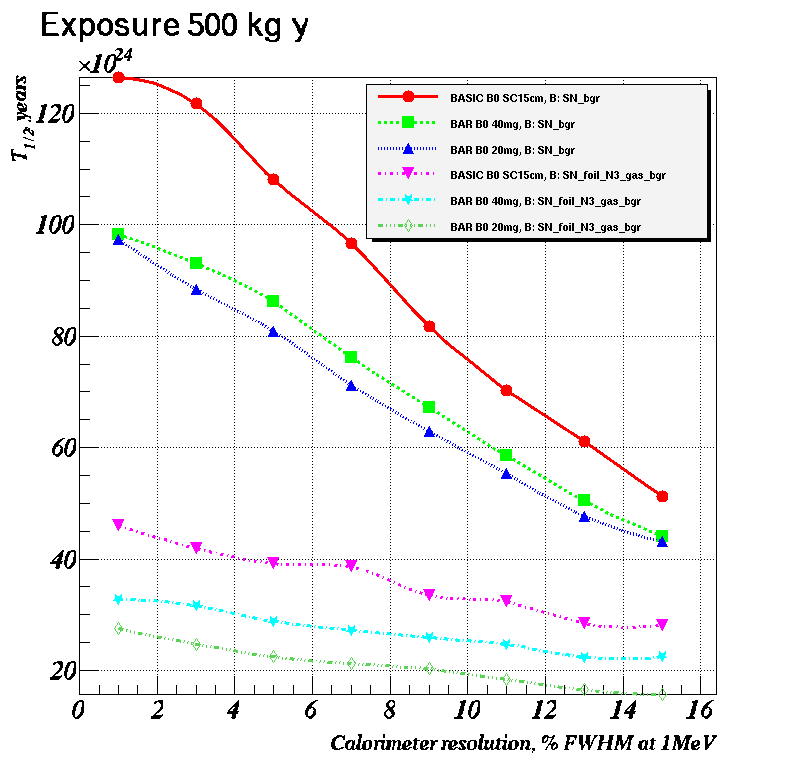 Exposure 500 kg y
×10^24
T1/2, years
120
100
80
60
40
20
BASIC B0 SC15cm, B: SN_bgr
BAR B0 40mg, B: SN_bgr
BAR B0 20mg, B: SN_bgr
BASIC B0 SC15cm, B: SN_foil_N3_gas_bgr
BAR B0 40mg, B: SN_foil_N3_gas_bgr
BAR B0 20mg, B: SN_foil_N3_gas_bgr
0 2 4 6 8 10 12 14 16
Calorimeter resolution, % FWHM at 1MeV